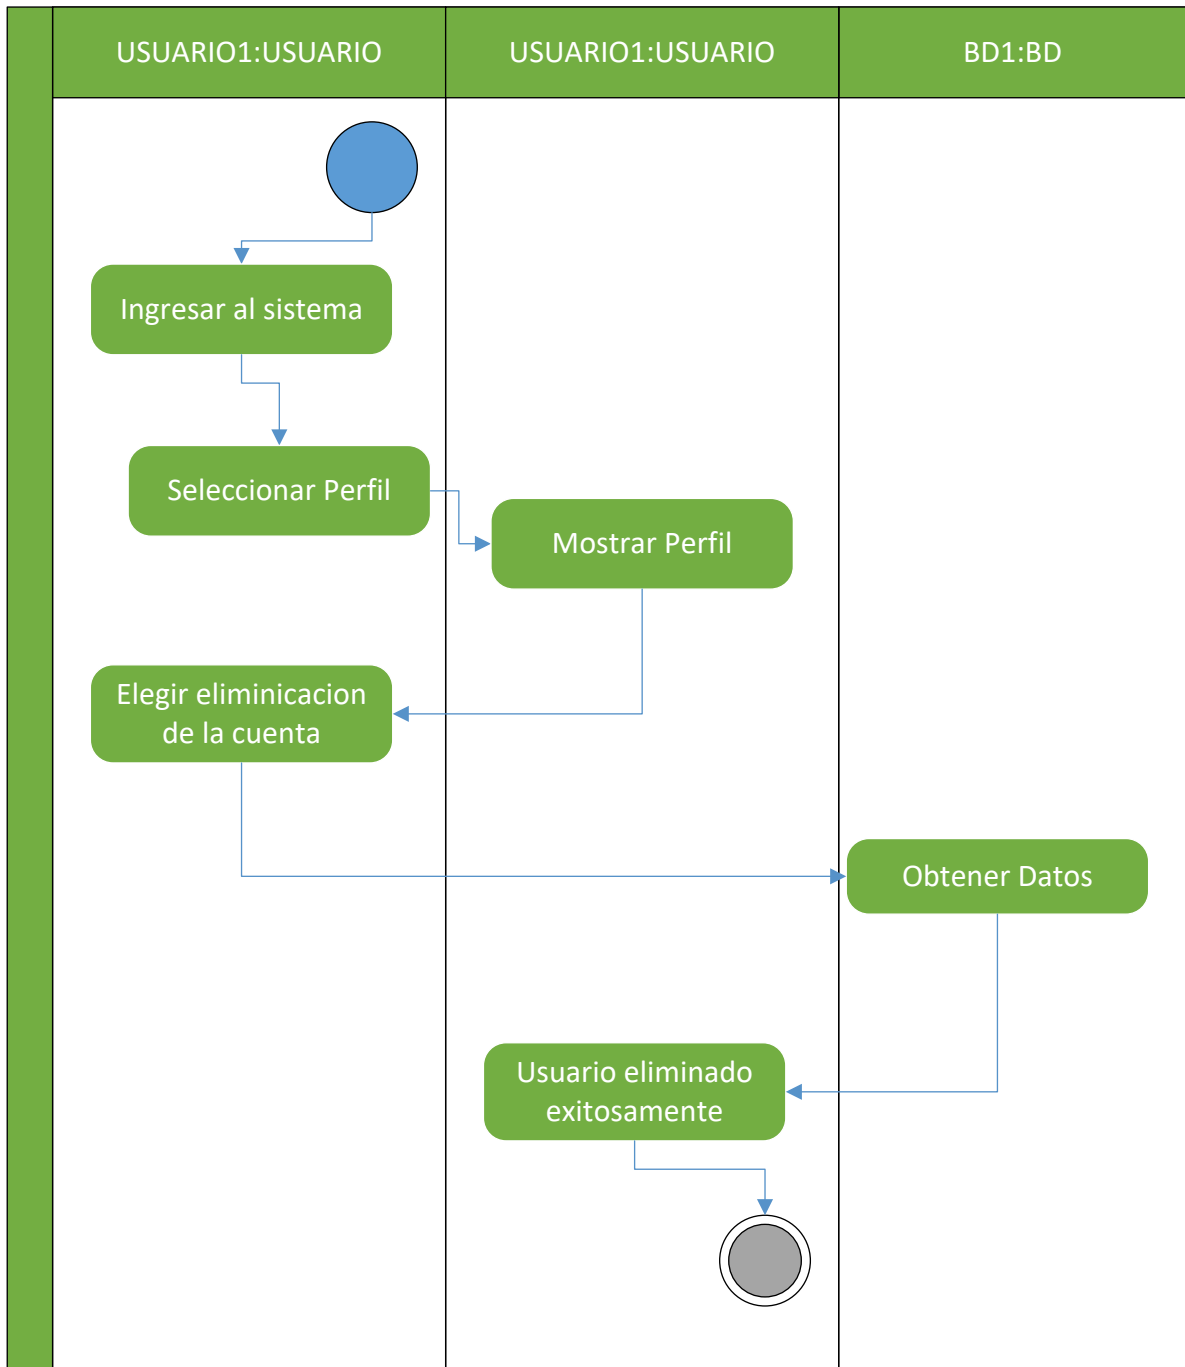 USUARIO1:USUARIO
USUARIO1:USUARIO
BD1:BD
Ingresar al sistema
Seleccionar Perfil
Mostrar Perfil
Elegir eliminicacion
de la cuenta
Obtener Datos
Usuario eliminado
exitosamente